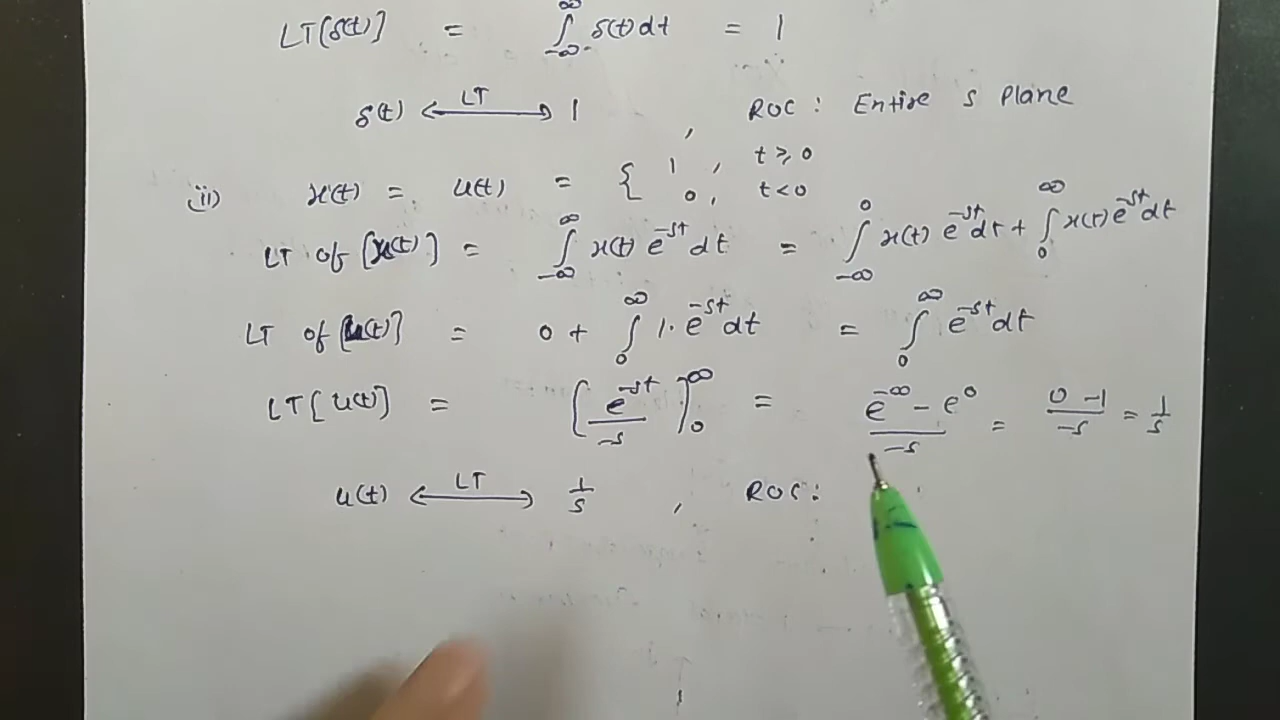 LT[δ(t)] = ∫_{-∞}^{∞} δ(t) dt = 1
δ(t) ⟷^{LT} 1 , ROC : Entire s Plane
(ii) x(t) = u(t) = { 1 , t ≥ 0
0 , t < 0
LT of [x(t)] = ∫_{-∞}^{∞} x(t) e^{-st} dt = ∫_{-∞}^{0} x(t) e^{-st} dt + ∫_{0}^{∞} x(t) e^{-st} dt
LT of [u(t)] = 0 + ∫_{0}^{∞} 1 · e^{-st} dt = ∫_{0}^{∞} e^{-st} dt
LT[u(t)] = [e^{-st} / -s]_{0}^{∞} = (e^{-∞} - e^{0}) / -s = (0 - 1) / -s = 1/s
u(t) ⟷^{LT} 1/s , ROC :